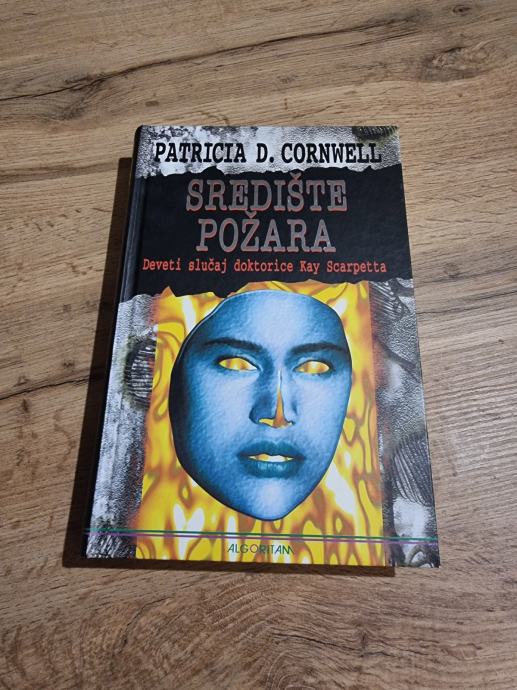 PATRICIA D. CORNWELL
SREDIŠTE
POŽARA
Deveti slučaj doktorice Kay Scarpetta
ALGORITAM